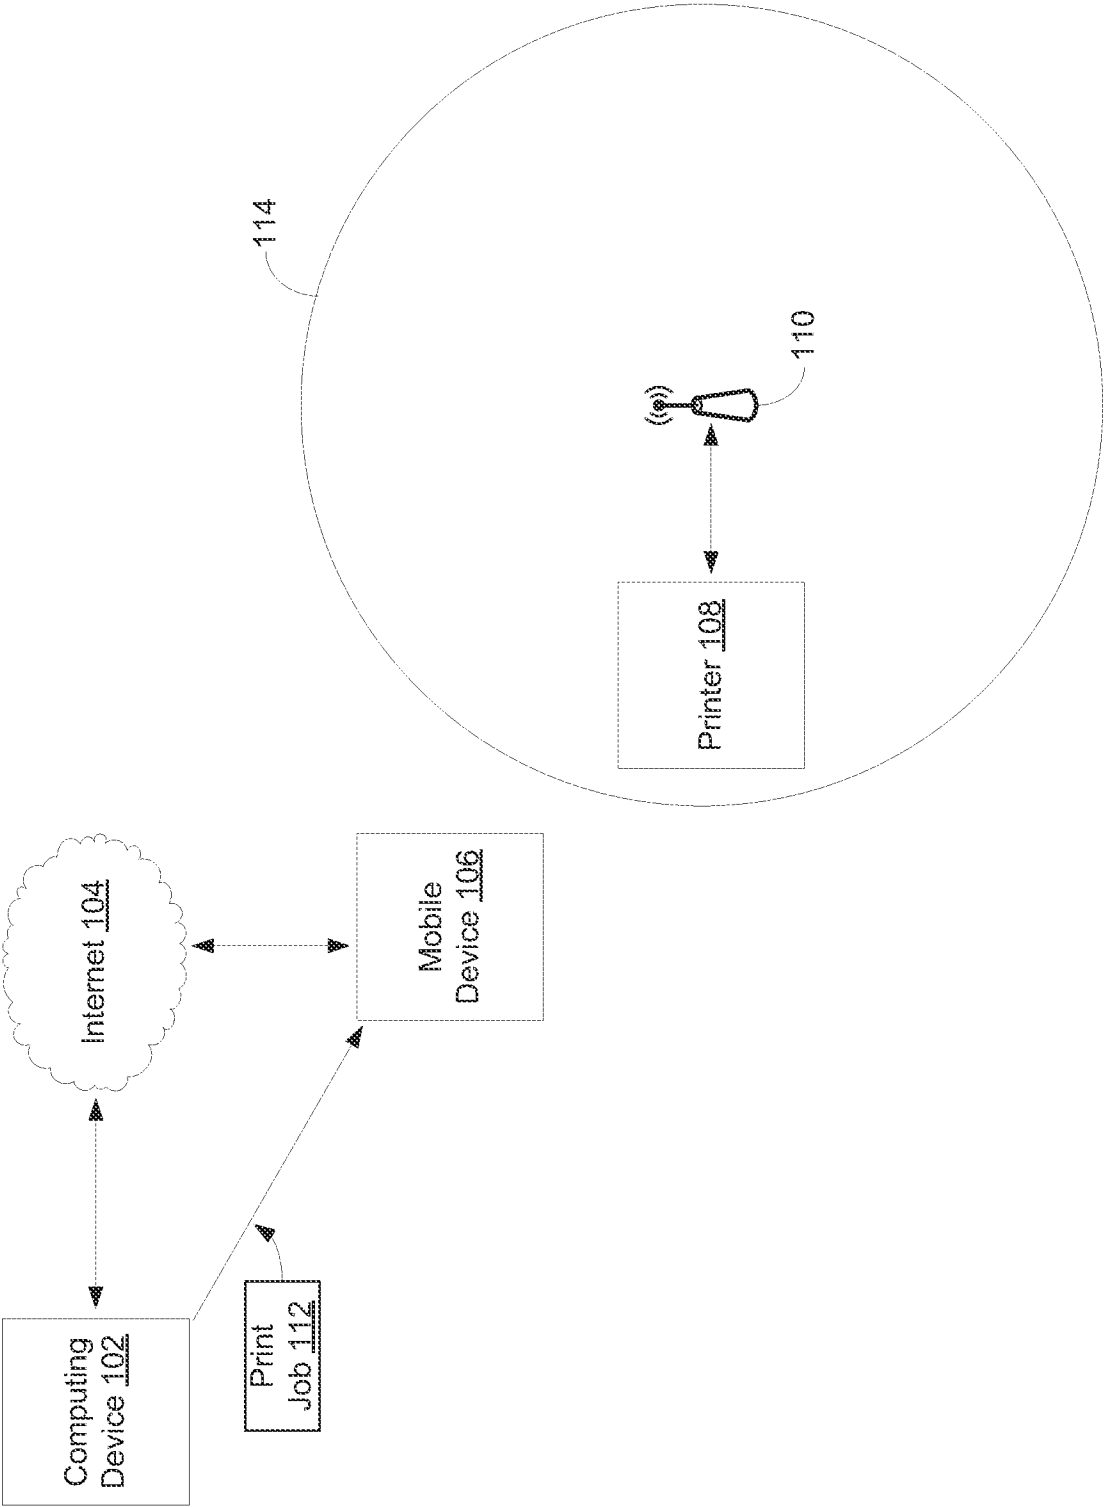 Computing
Device 102
Internet 104
Print
Job 112
Mobile
Device 106
Printer 108
110
114